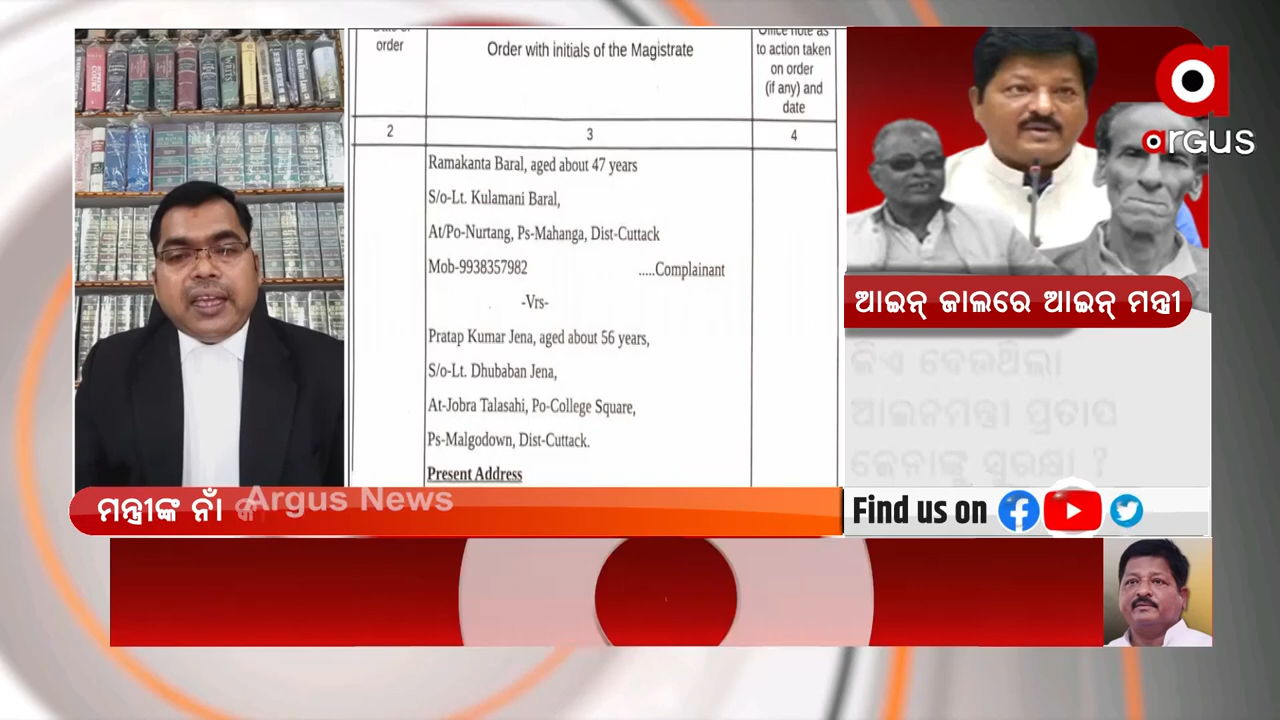 order
Order with initials of the Magistrate
Office note as
to action taken
on order
(if any) and
date
2
3
4
Ramakanta Baral, aged about 47 years
S/o-Lt. Kulamani Baral,
At/Po-Nurtang, Ps-Mahanga, Dist-Cuttack
Mob-9938357982 .....Complainant
-Vrs-
Pratap Kumar Jena, aged about 56 years,
S/o-Lt. Dhubaban Jena,
At-Jobra Talasahi, Po-College Square,
Ps-Malgodown, Dist-Cuttack.
Present Address
argus
ଆଇନ୍ ଜାଲରେ ଆଇନ୍ ମନ୍ତ୍ରୀ
କିଏ ଦେଉଥିଲା
ଆଇନମନ୍ତ୍ରୀ ପ୍ରତାପ
ଜେନାଙ୍କୁ ସୁରକ୍ଷା ?
ମନ୍ତ୍ରୀଙ୍କ ନାଁ
Argus News
Find us on